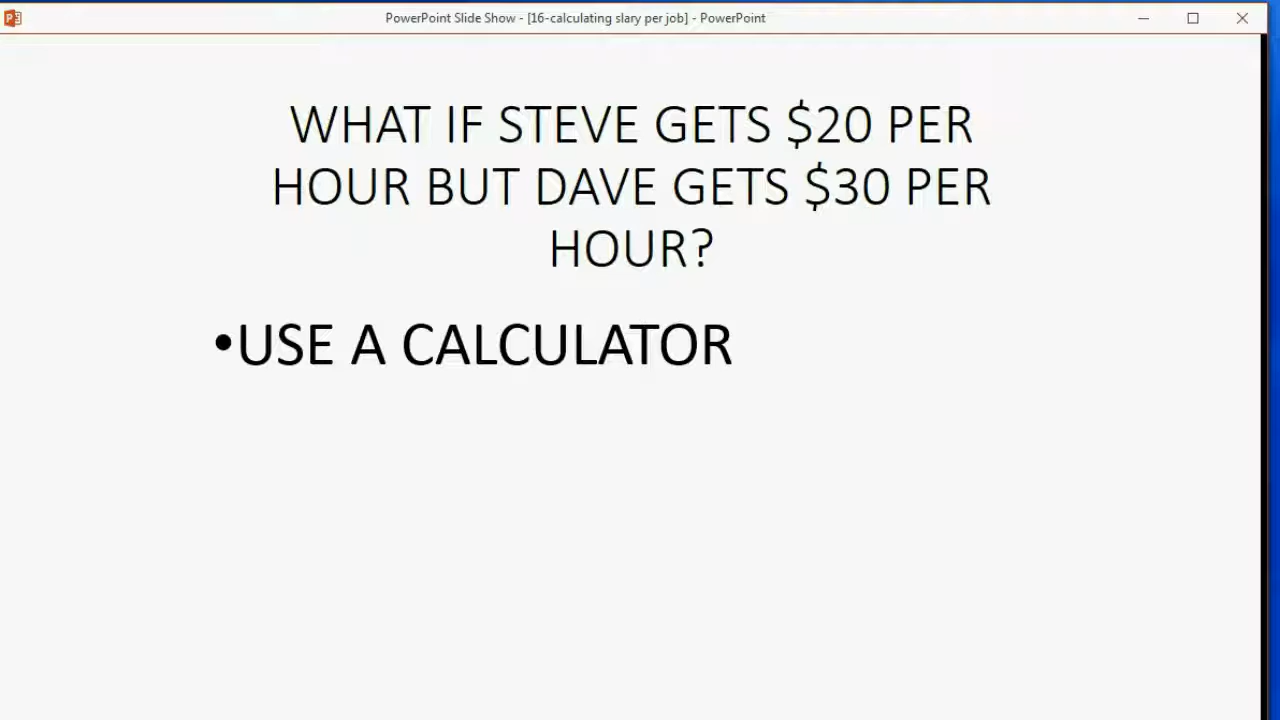 PowerPoint Slide Show - [16-calculating slary per job] - PowerPoint
WHAT IF STEVE GETS $20 PER
HOUR BUT DAVE GETS $30 PER
HOUR?
•USE A CALCULATOR